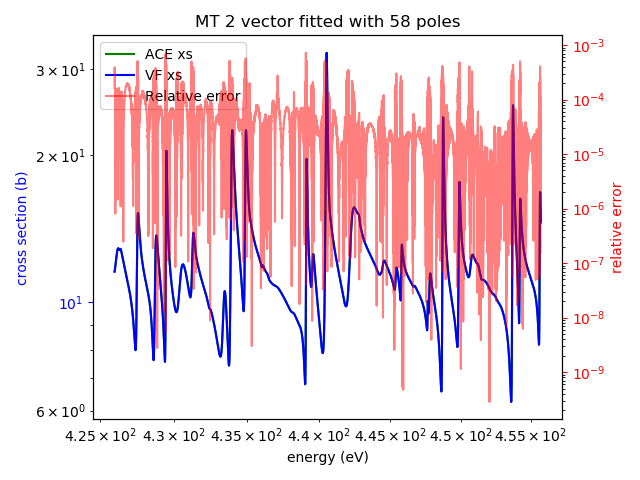 MT 2 vector fitted with 58 poles
ACE xs
VF xs
Relative error
cross section (b)
3 × 10¹
2 × 10¹
10¹
6 × 10⁰
10⁻³
10⁻⁴
10⁻⁵
10⁻⁶
10⁻⁷
10⁻⁸
10⁻⁹
relative error
4.25 × 10² 4.3 × 10² 4.35 × 10² 4.4 × 10² 4.45 × 10² 4.5 × 10² 4.55 × 10²
energy (eV)